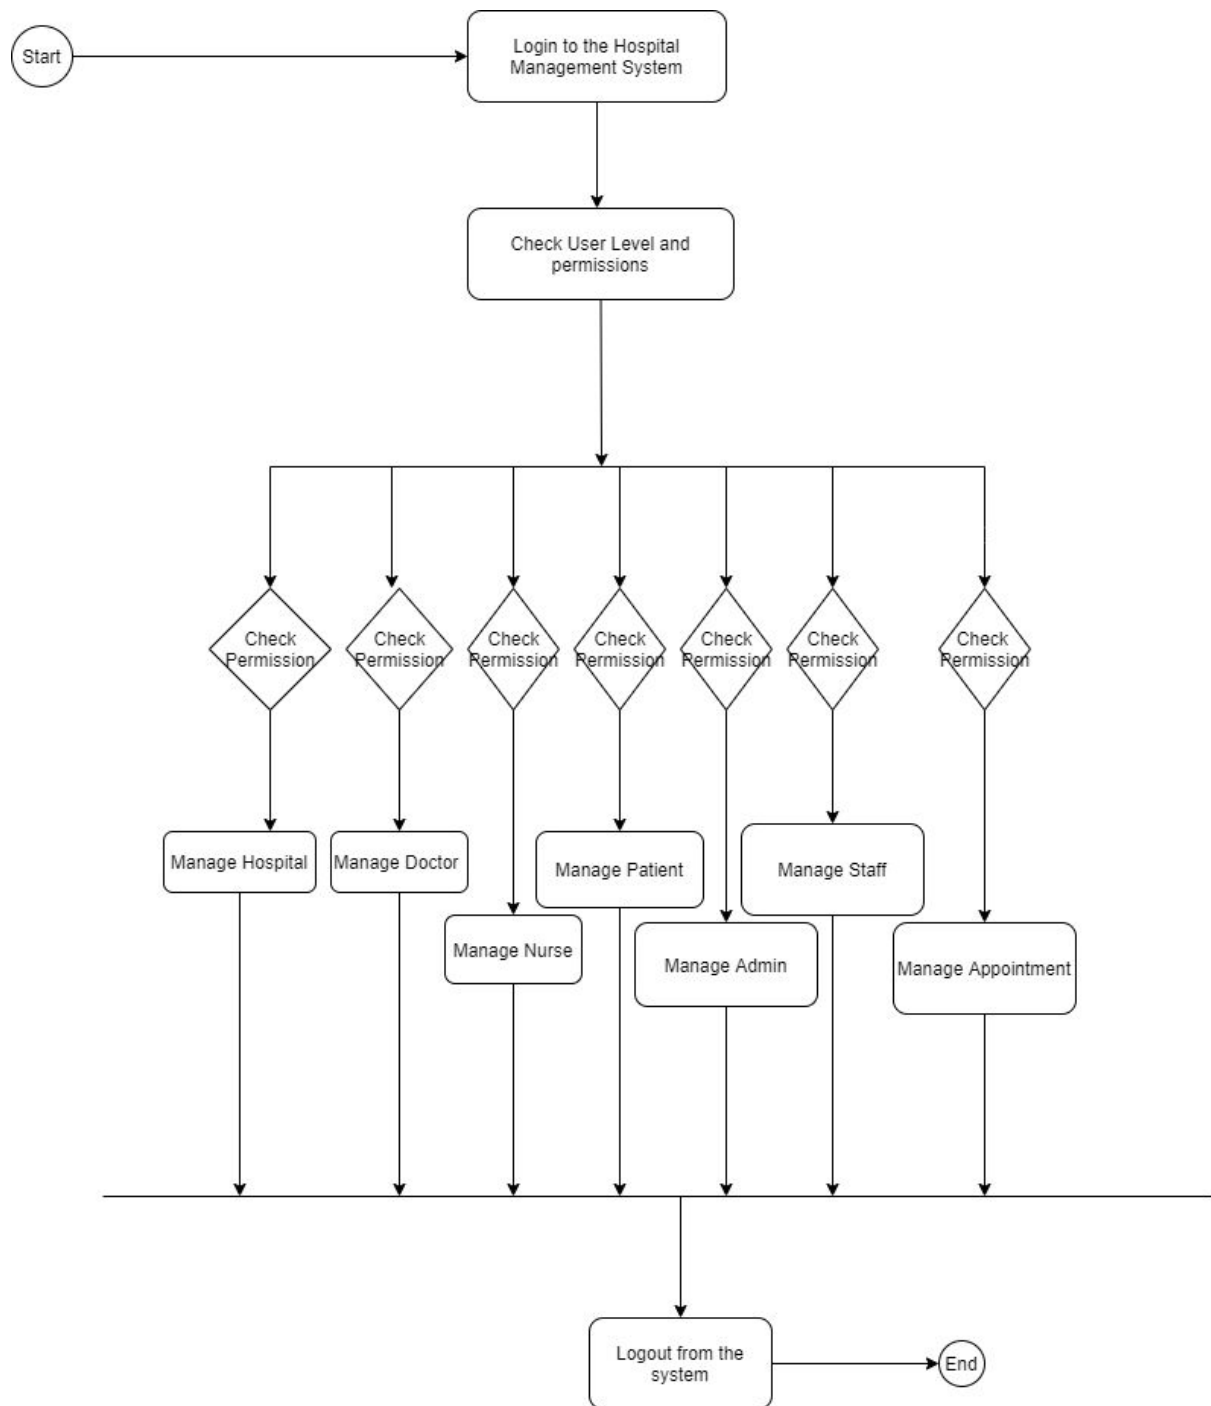 Start
Login to the Hospital
Management System
Check User Level and
permissions
Check
Permission
Check
Permission
Check
Permission
Check
Permission
Check
Permission
Check
Permission
Check
Permission
Manage Hospital
Manage Doctor
Manage Nurse
Manage Patient
Manage Admin
Manage Staff
Manage Appointment
Logout from the
system
End